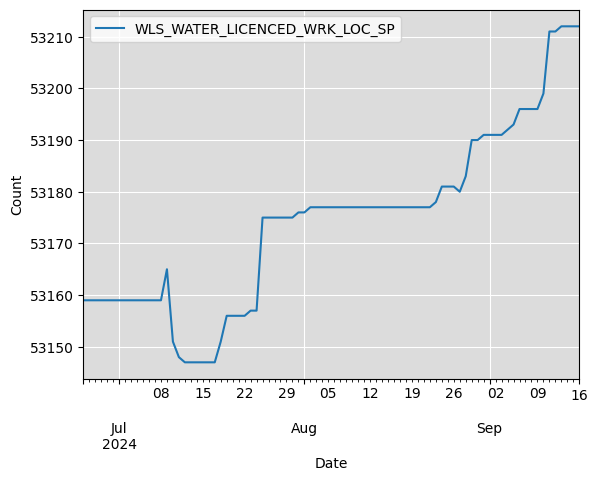 WLS_WATER_LICENCED_WRK_LOC_SP
53210
53200
53190
53180
53170
53160
53150
Count
08 15 22 29 05 12 19 26 02 09 16
Jul Aug Sep
2024
Date